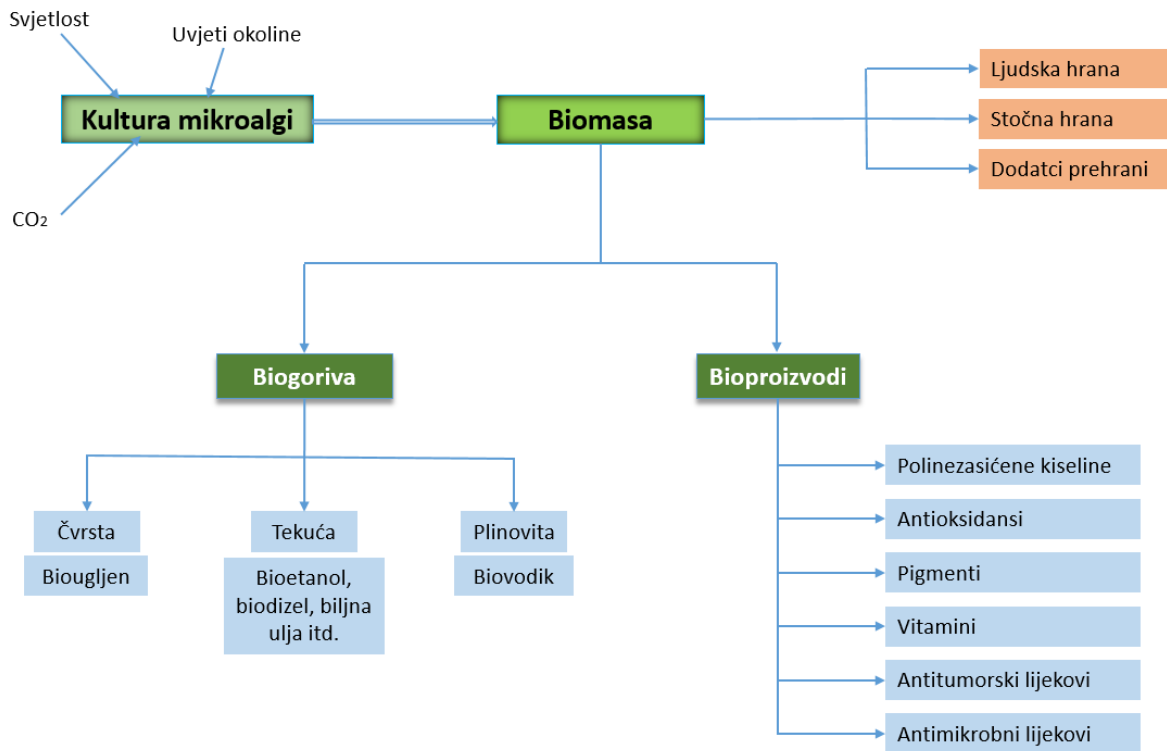 Svjetlost
Uvjeti okoline
Kultura mikroalgi
CO₂
Biomasa
Ljudska hrana
Stočna hrana
Dodatci prehrani
Biogoriva
Čvrsta
Biougljen
Tekuća
Bioetanol,
biodizel, biljna
ulja itd.
Plinovita
Biovodik
Bioproizvodi
Polinezasićene kiseline
Antioksidansi
Pigmenti
Vitamini
Antitumorski lijekovi
Antimikrobni lijekovi